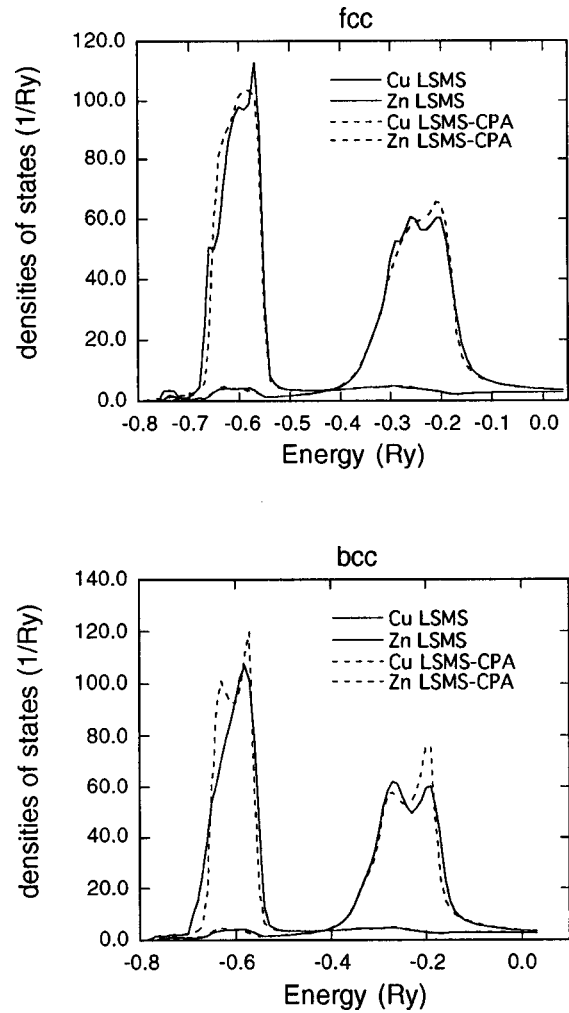 fcc
densities of states (1/Ry)
120.0
100.0
80.0
60.0
40.0
20.0
0.0
Cu LSMS
Zn LSMS
Cu LSMS-CPA
Zn LSMS-CPA
-0.8 -0.7 -0.6 -0.5 -0.4 -0.3 -0.2 -0.1 0.0
Energy (Ry)
bcc
densities of states (1/Ry)
140.0
120.0
100.0
80.0
60.0
40.0
20.0
0.0
Cu LSMS
Zn LSMS
Cu LSMS-CPA
Zn LSMS-CPA
-0.8 -0.6 -0.4 -0.2 0.0
Energy (Ry)